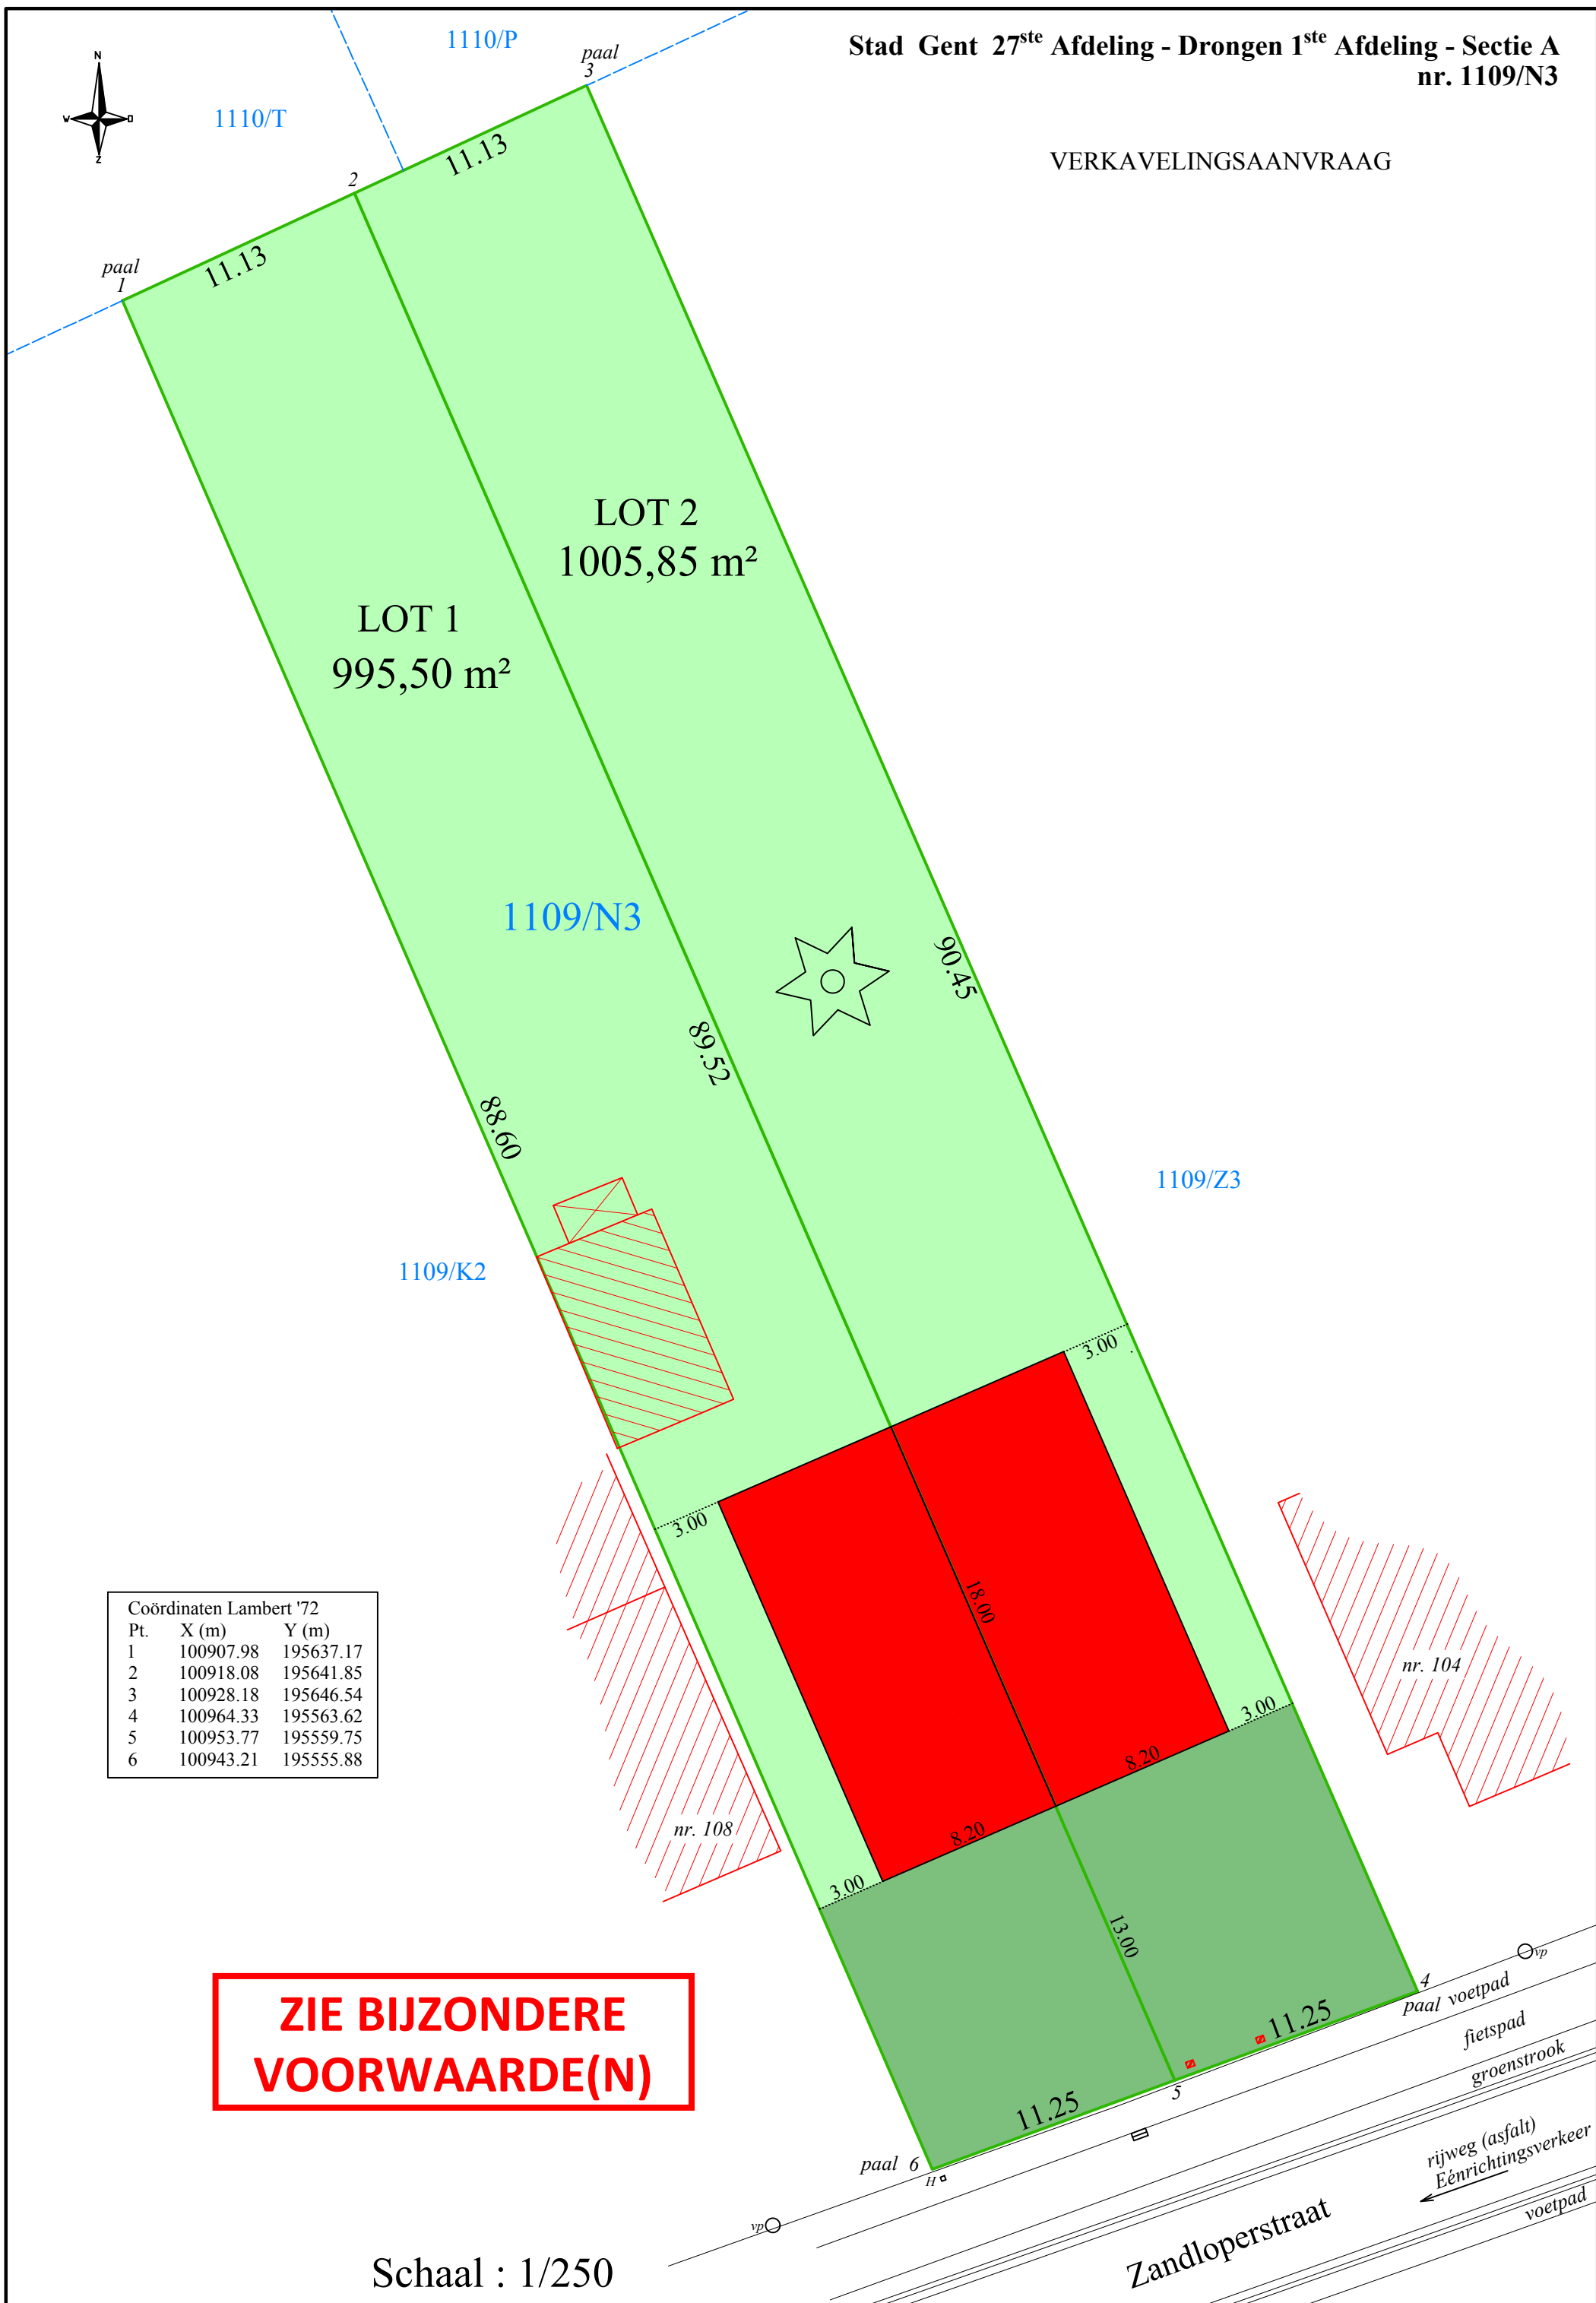 Stad Gent 27ste Afdeling - Drongen 1ste Afdeling - Sectie A
nr. 1109/N3
VERKAVELINGSAANVRAAG
N
W
O
Z
1110/P
1110/T
paal
3
11.13
2
11.13
paal
1
LOT 2
1005,85 m²
LOT 1
995,50 m²
1109/N3
90.45
89.52
88.60
1109/Z3
1109/K2
3.00
3.00
18.00
nr. 104
3.00
8.20
8.20
3.00
nr. 108
13.00
Coördinaten Lambert '72
Pt. X (m) Y (m)
1 100907.98 195637.17
2 100918.08 195641.85
3 100928.18 195646.54
4 100964.33 195563.62
5 100953.77 195559.75
6 100943.21 195555.88
ZIE BIJZONDERE
VOORWAARDE(N)
vp
4
paal voetpad
11.25
fietspad
groenstrook
5
11.25
rijweg (asfalt)
Eénrichtingsverkeer
paal 6
H
voetpad
vp
Zandloperstraat
Schaal : 1/250